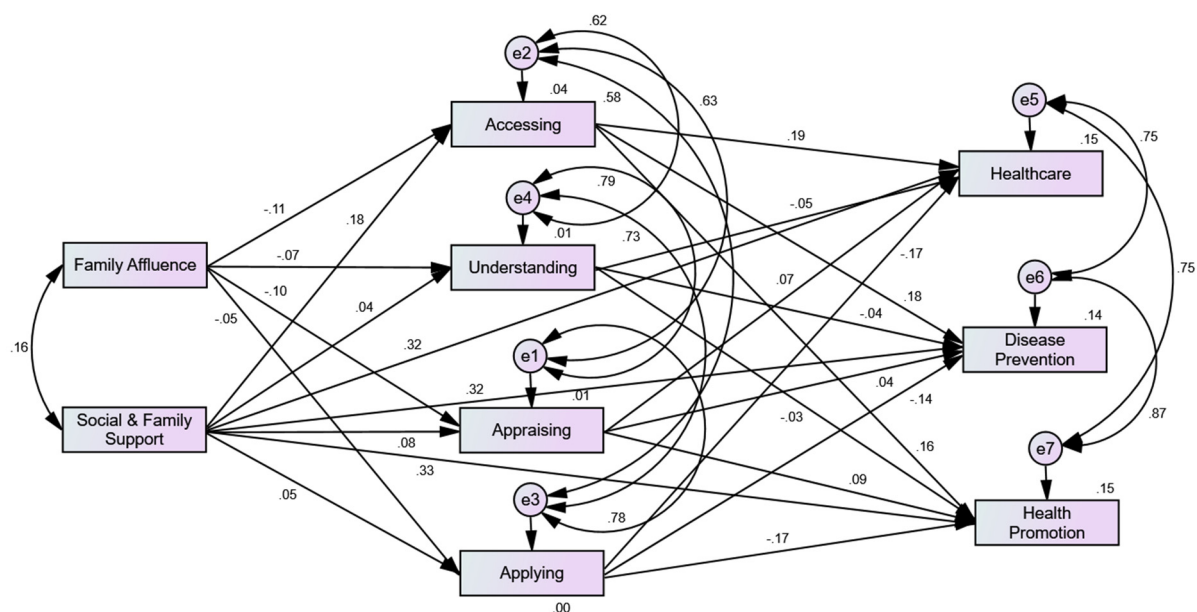 .62
e2
.04
.58
.63
Accessing
e5
.19
.15
.75
Healthcare
.79
e4
-.11
.18
-.05
.01
.73
Family Affluence
-.07
Understanding
-.17
.75
e6
-.10
.04
.07
.18
-.05
-.04
.14
.16
.32
e1
Disease
Prevention
.32
.01
.04
-.14
Social & Family
Support
Appraising
-.03
.87
.08
.16
e7
.33
.09
.15
.05
e3
.78
Health
Promotion
-.17
Applying
.00